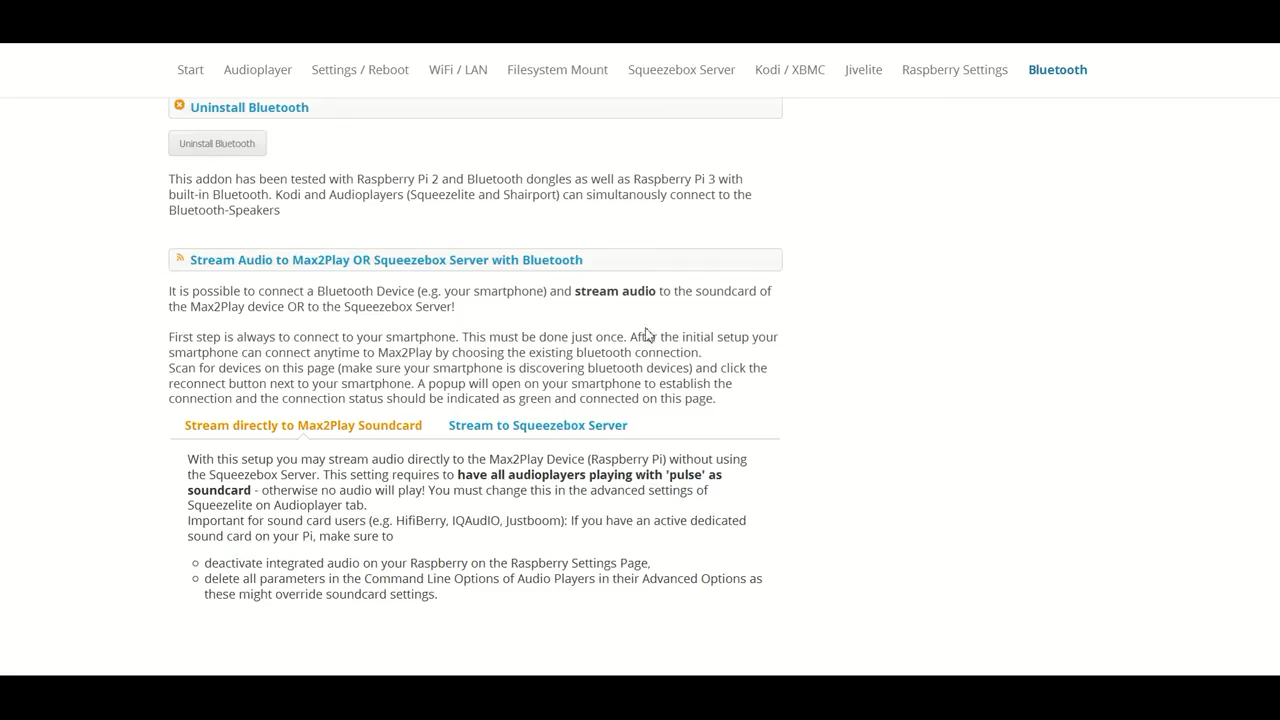 Start Audioplayer Settings / Reboot WiFi / LAN Filesystem Mount Squeezebox Server Kodi / XBMC Jivelite Raspberry Settings Bluetooth
Uninstall Bluetooth
Uninstall Bluetooth
This addon has been tested with Raspberry Pi 2 and Bluetooth dongles as well as Raspberry Pi 3 with
built-in Bluetooth. Kodi and Audioplayers (Squeezelite and Shairport) can simultanously connect to the
Bluetooth-Speakers
Stream Audio to Max2Play OR Squeezebox Server with Bluetooth
It is possible to connect a Bluetooth Device (e.g. your smartphone) and stream audio to the soundcard of
the Max2Play device OR to the Squeezebox Server!
First step is always to connect to your smartphone. This must be done just once. After the initial setup your
smartphone can connect anytime to Max2Play by choosing the existing bluetooth connection.
Scan for devices on this page (make sure your smartphone is discovering bluetooth devices) and click the
reconnect button next to your smartphone. A popup will open on your smartphone to establish the
connection and the connection status should be indicated as green and connected on this page.
Stream directly to Max2Play Soundcard Stream to Squeezebox Server
With this setup you may stream audio directly to the Max2Play Device (Raspberry Pi) without using
the Squeezebox Server. This setting requires to have all audioplayers playing with 'pulse' as
soundcard - otherwise no audio will play! You must change this in the advanced settings of
Squeezelite on Audioplayer tab.
Important for sound card users (e.g. HifiBerry, IQAudIO, Justboom): If you have an active dedicated
sound card on your Pi, make sure to
deactivate integrated audio on your Raspberry on the Raspberry Settings Page,
delete all parameters in the Command Line Options of Audio Players in their Advanced Options as
these might override soundcard settings.